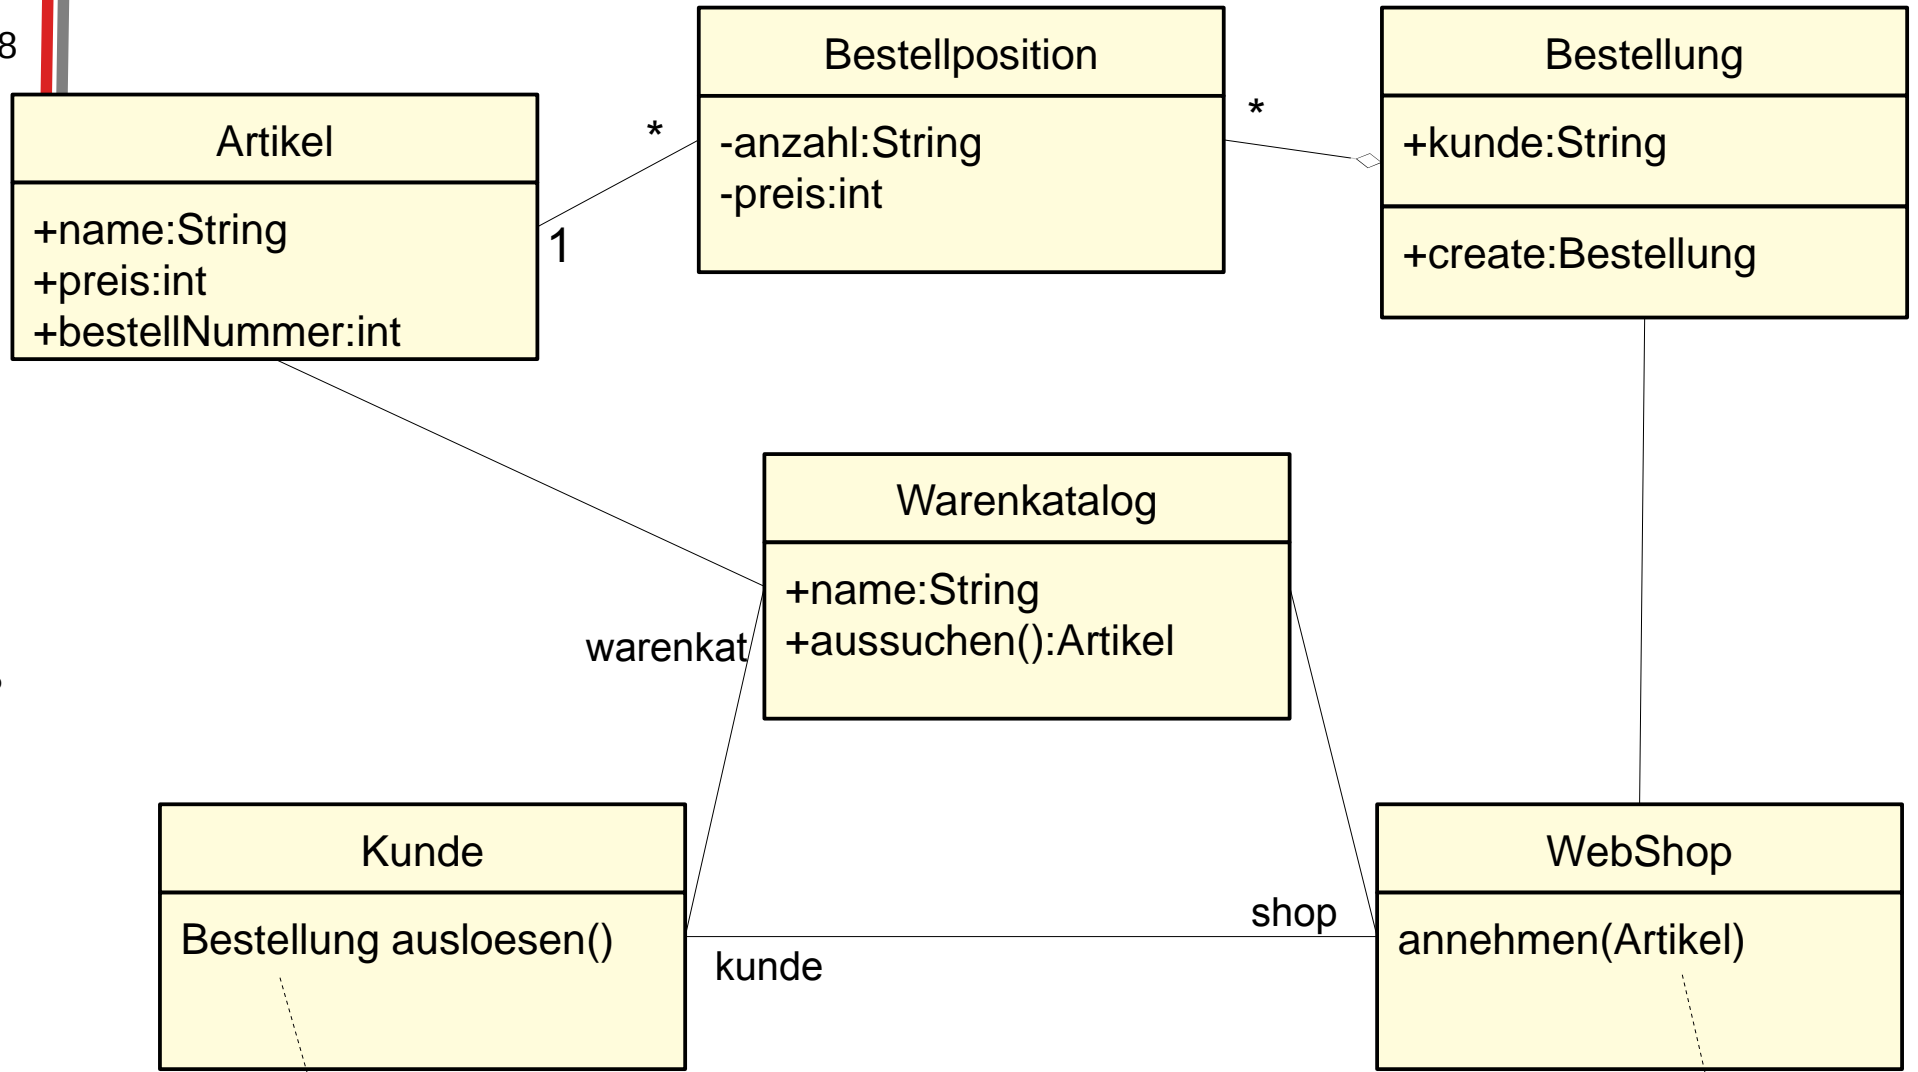 8
Bestellposition
-anzahl:String
-preis:int
Bestellung
+kunde:String
+create:Bestellung
*
*
Artikel
+name:String
+preis:int
+bestellNummer:int
1
Warenkatalog
+name:String
+aussuchen():Artikel
warenkat
Kunde
Bestellung ausloesen()
kunde
shop
WebShop
annehmen(Artikel)